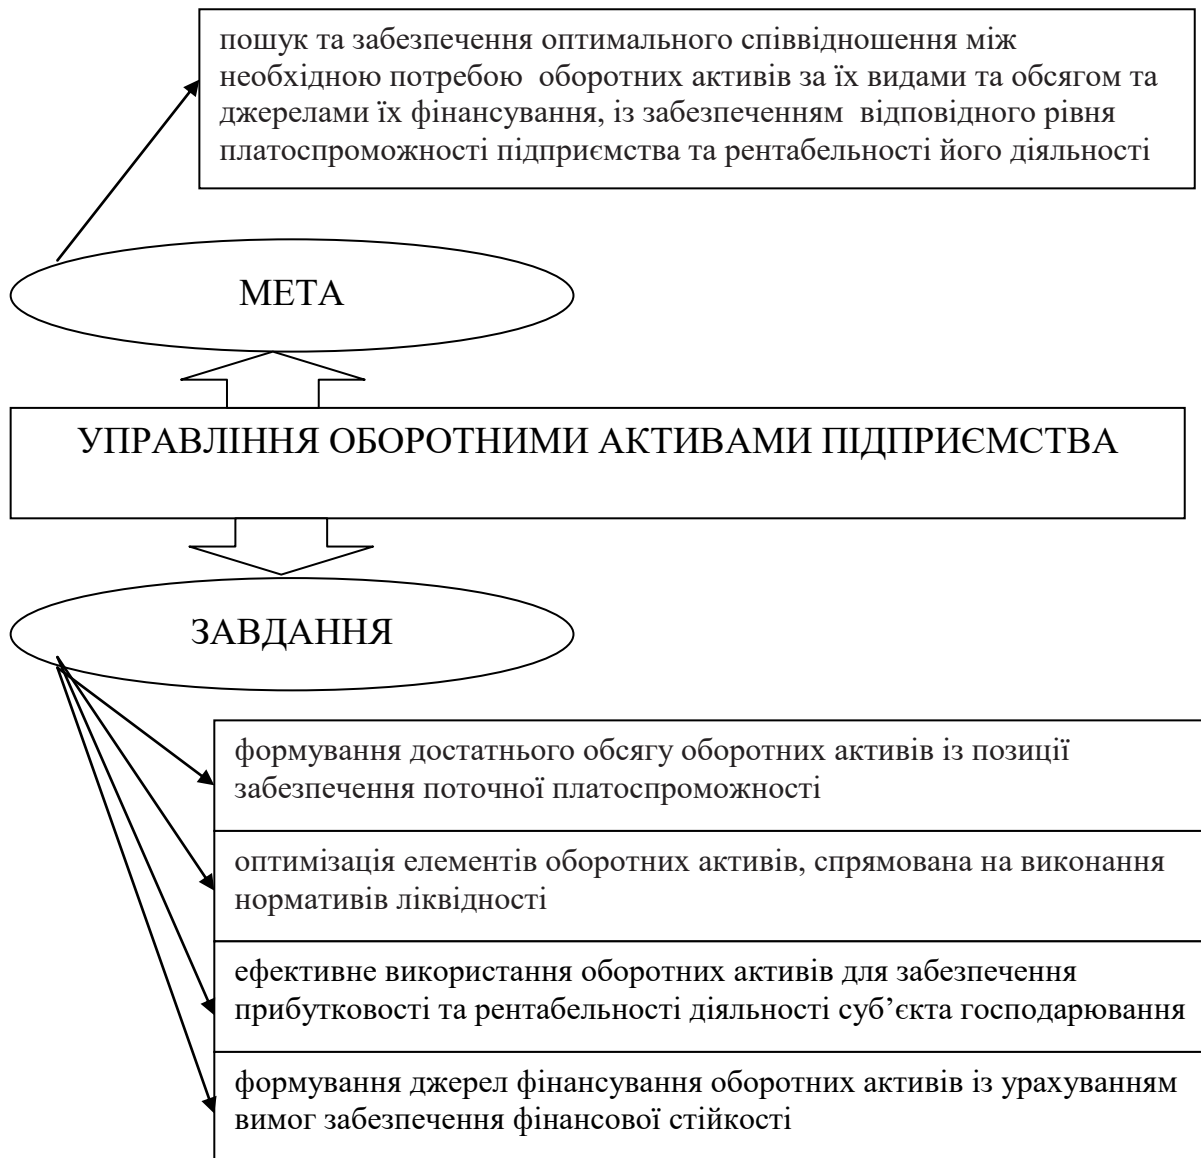 пошук та забезпечення оптимального співвідношення між
необхідною потребою оборотних активів за їх видами та обсягом та
джерелами їх фінансування, із забезпеченням відповідного рівня
платоспроможності підприємства та рентабельності його діяльності
МЕТА
УПРАВЛІННЯ ОБОРОТНИМИ АКТИВАМИ ПІДПРИЄМСТВА
ЗАВДАННЯ
формування достатнього обсягу оборотних активів із позиції
забезпечення поточної платоспроможності
оптимізація елементів оборотних активів, спрямована на виконання
нормативів ліквідності
ефективне використання оборотних активів для забезпечення
прибутковості та рентабельності діяльності суб’єкта господарювання
формування джерел фінансування оборотних активів із урахуванням
вимог забезпечення фінансової стійкості